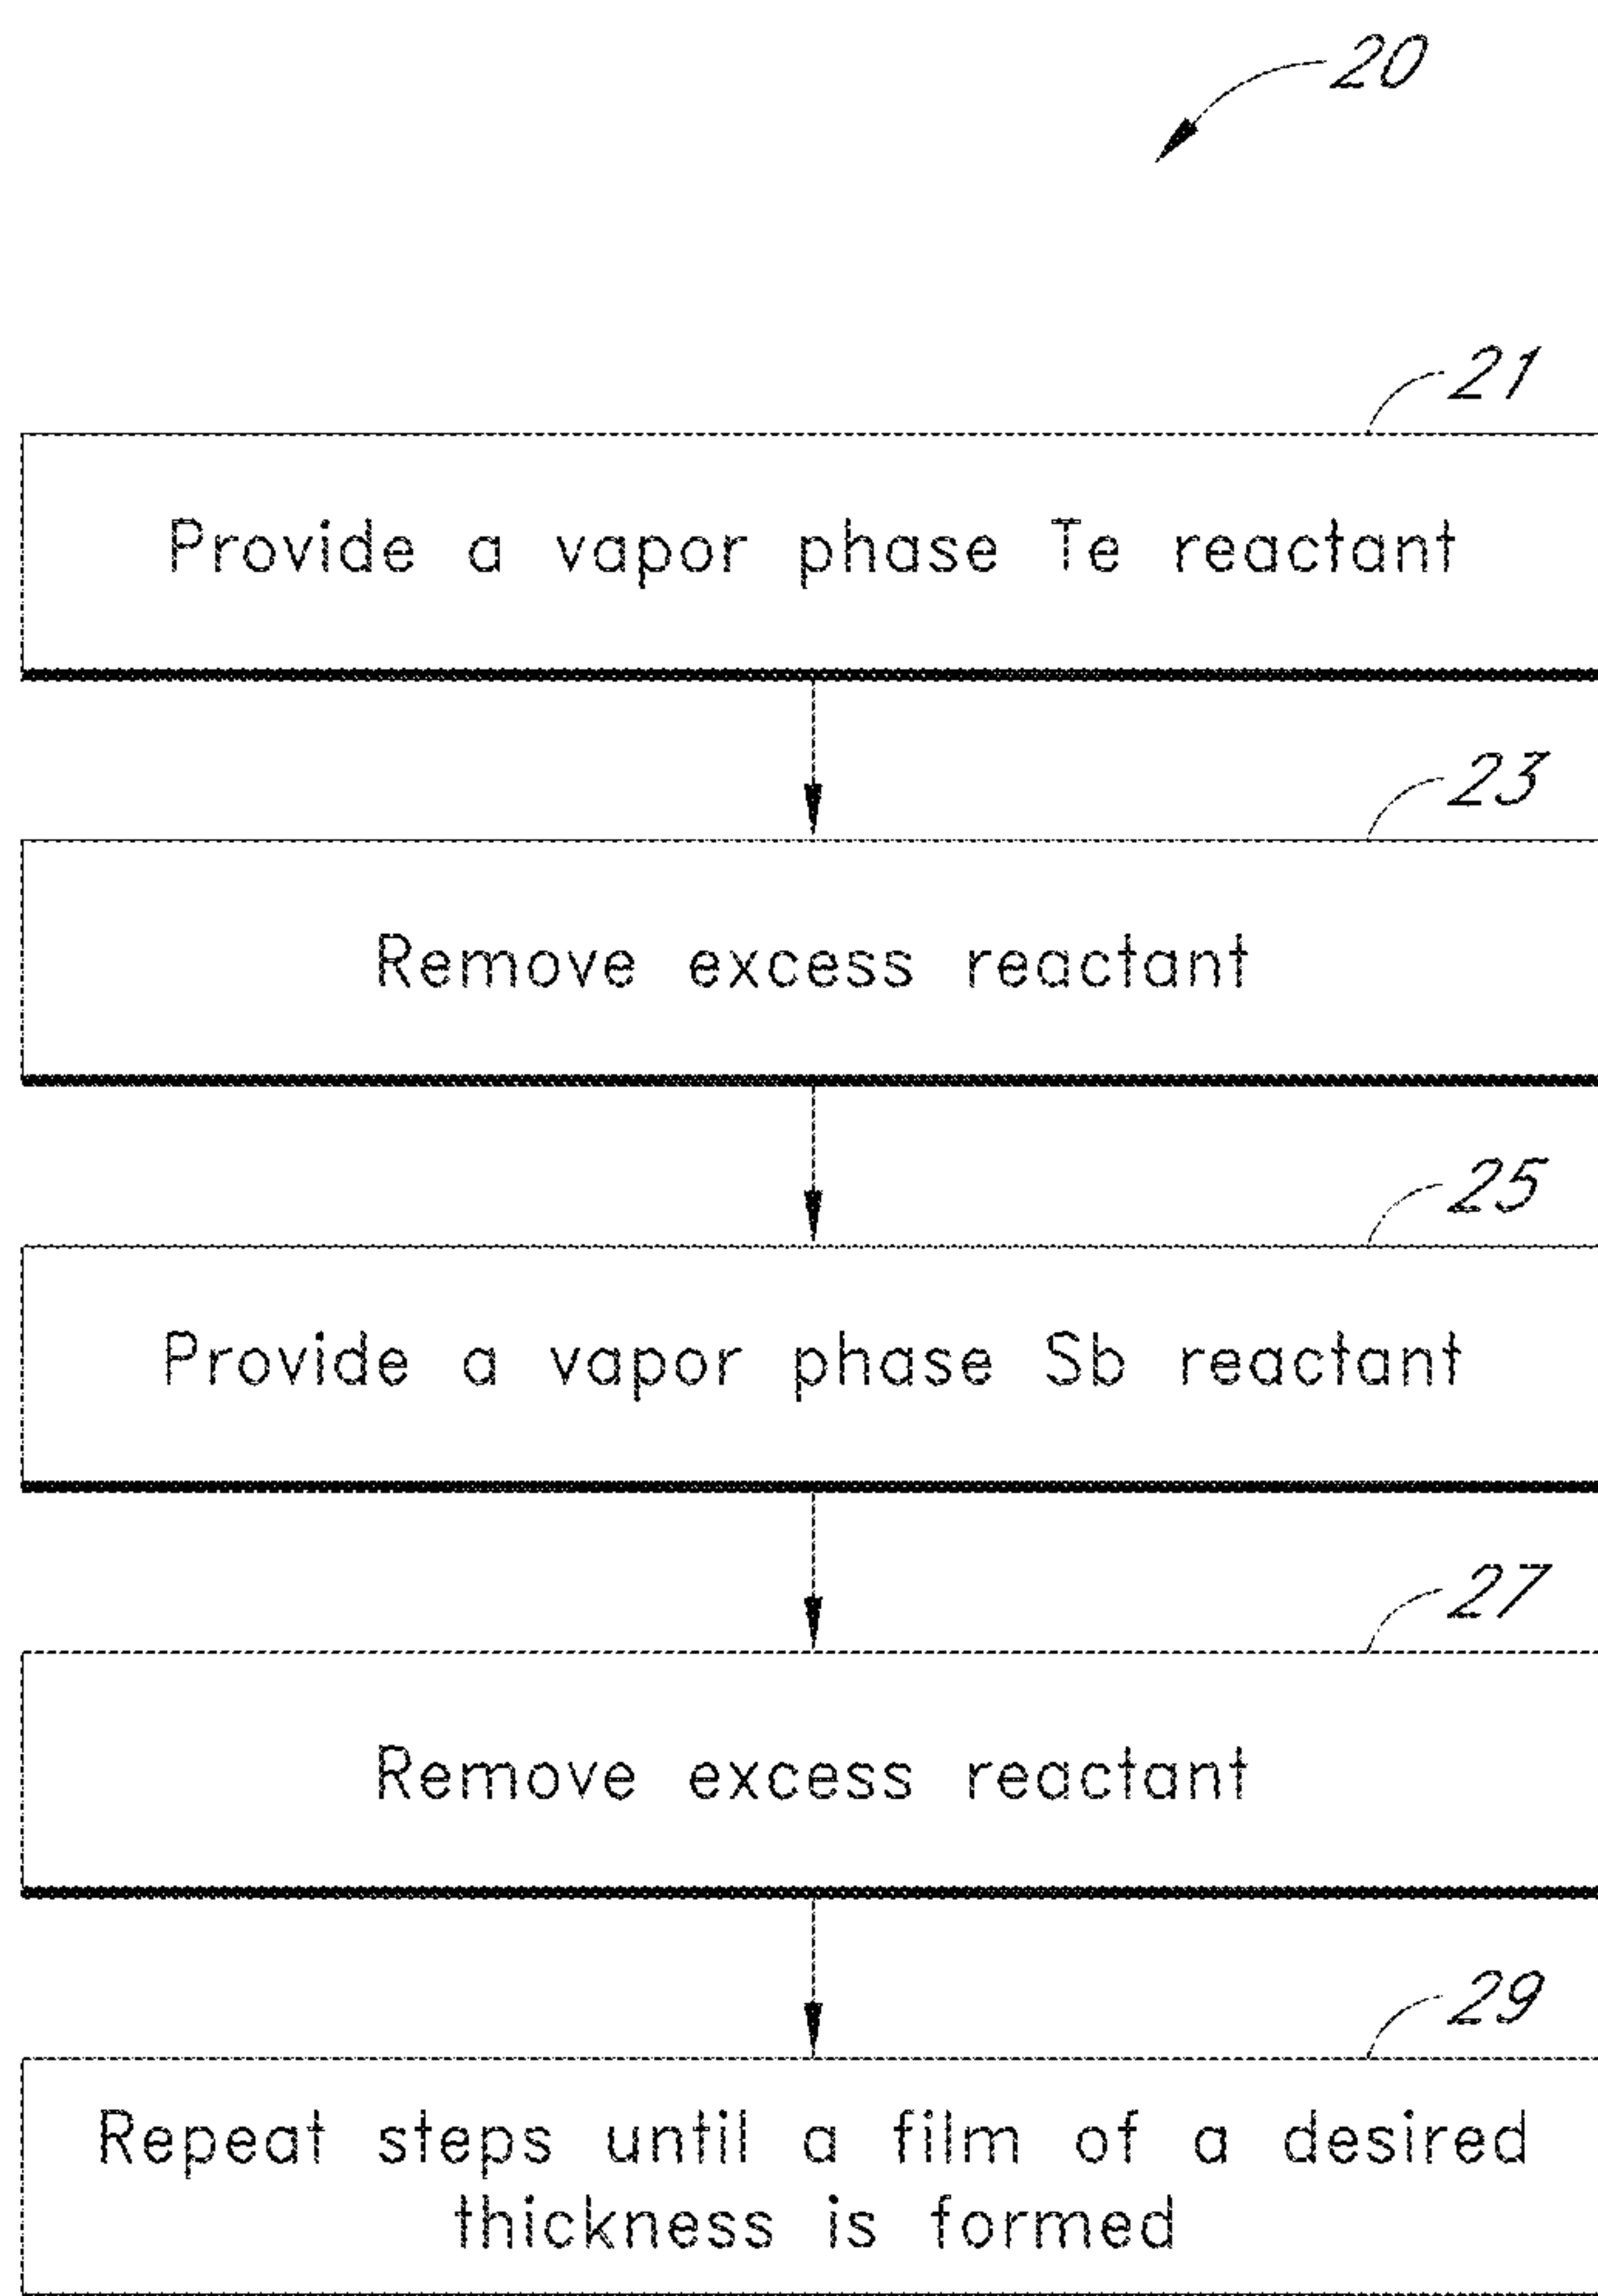 20
21
Provide a vapor phase Te reactant
23
Remove excess reactant
25
Provide a vapor phase Sb reactant
27
Remove excess reactant
29
Repeat steps until a film of a desired
thickness is formed